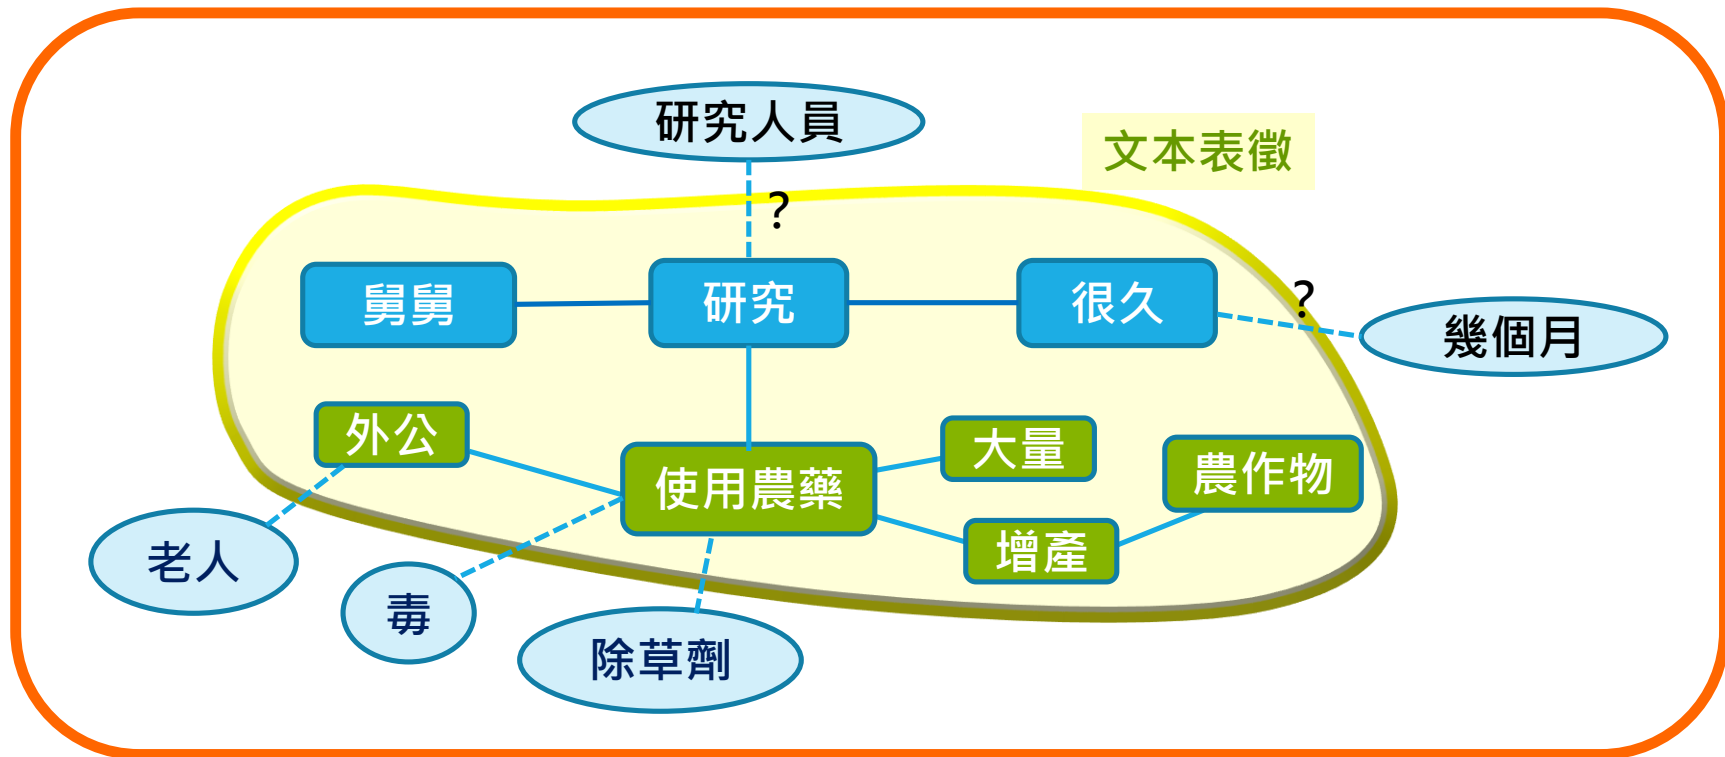 研究人員
文本表徵
?
舅舅
研究
很久
?
幾個月
外公
使用農藥
大量
農作物
增產
老人
毒
除草劑